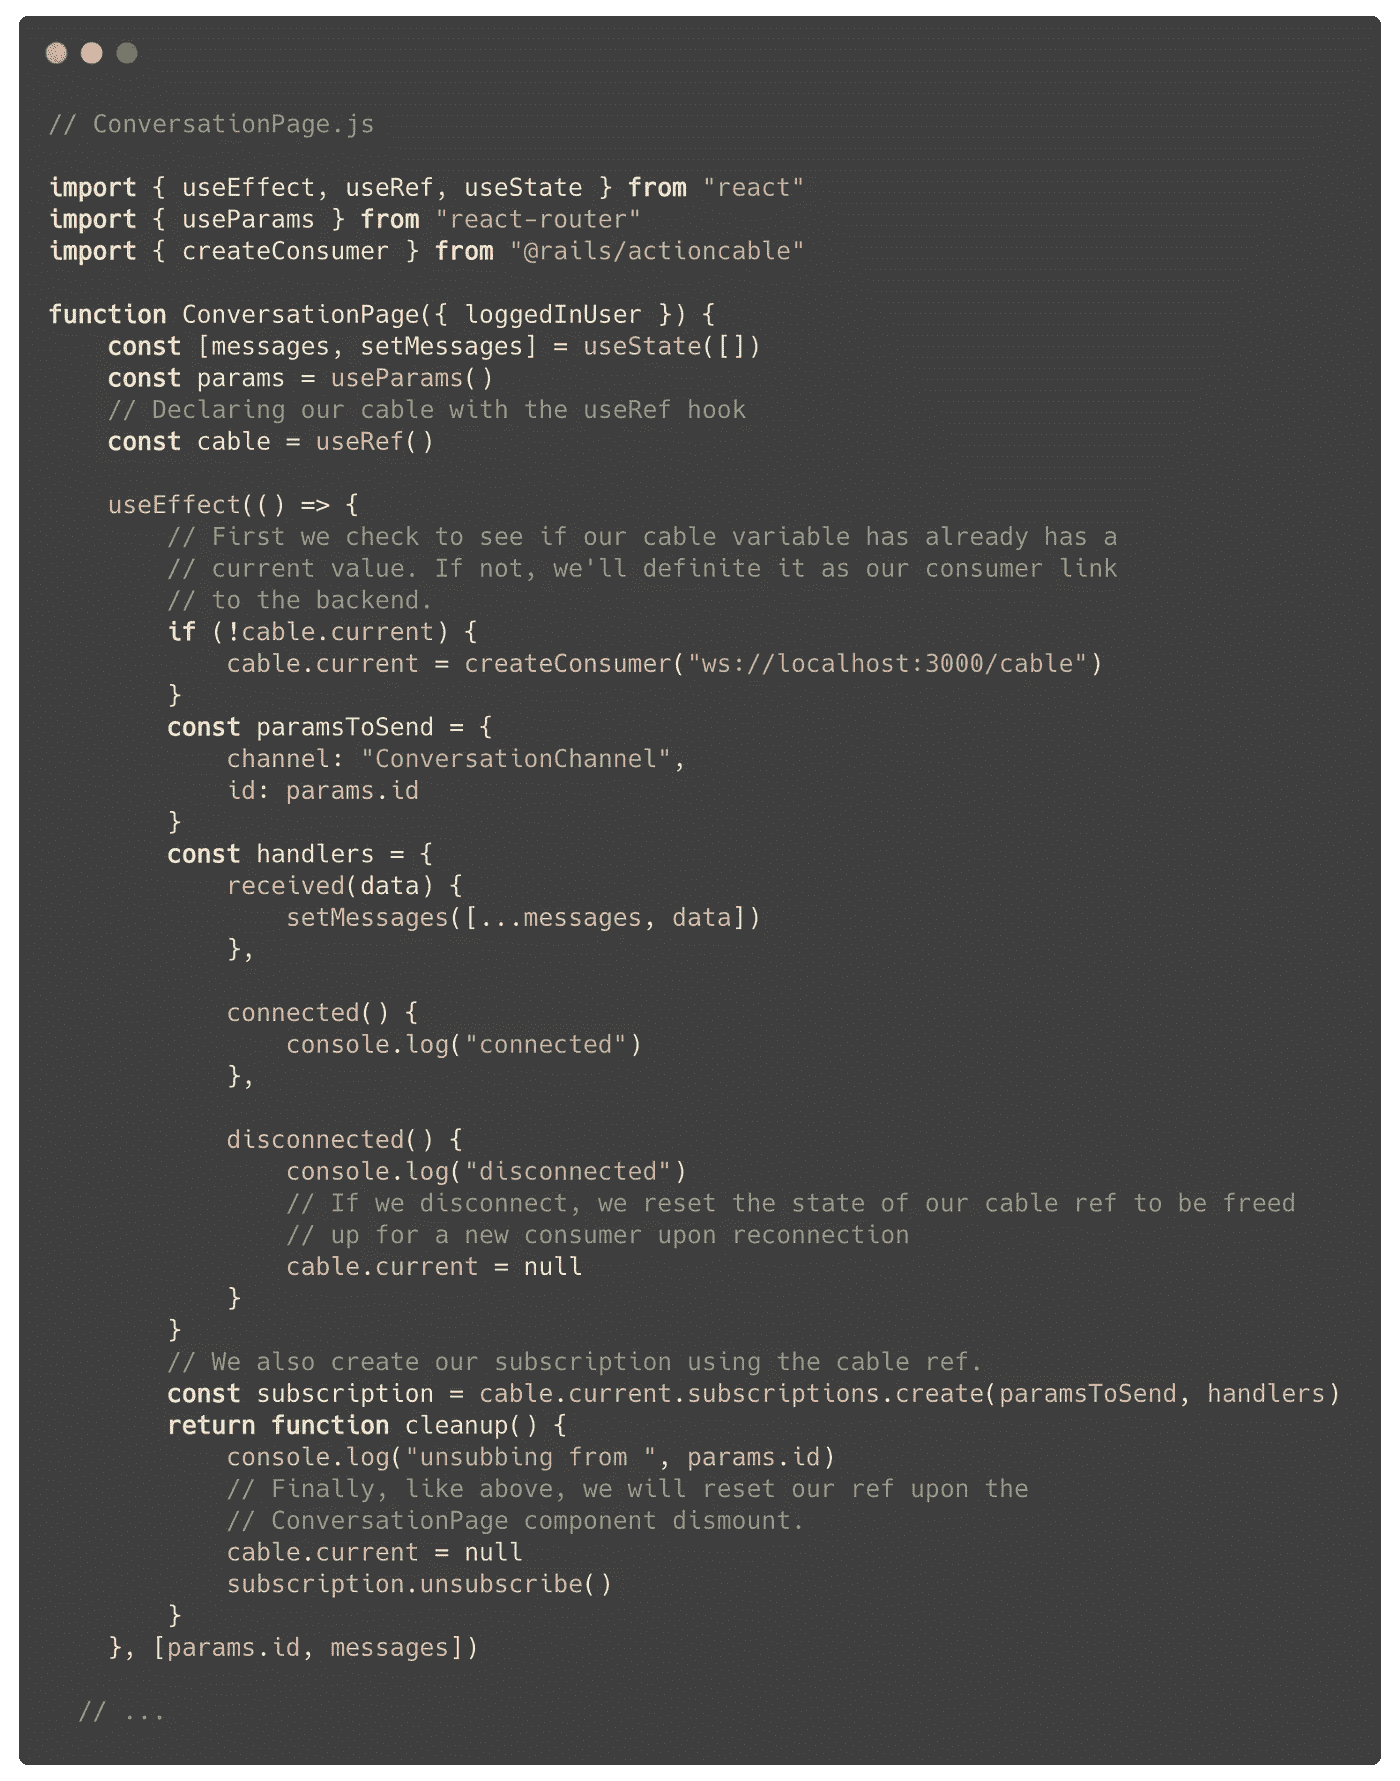 // ConversationPage.js

import { useEffect, useRef, useState } from "react"
import { useParams } from "react-router"
import { createConsumer } from "@rails/actioncable"

function ConversationPage({ loggedInUser }) {
    const [messages, setMessages] = useState([])
    const params = useParams()
    // Declaring our cable with the useRef hook
    const cable = useRef()

    useEffect(() => {
        // First we check to see if our cable variable has already has a
        // current value. If not, we'll definite it as our consumer link
        // to the backend.
        if (!cable.current) {
            cable.current = createConsumer("ws://localhost:3000/cable")
        }
        const paramsToSend = {
            channel: "ConversationChannel",
            id: params.id
        }
        const handlers = {
            received(data) {
                setMessages([...messages, data])
            },

            connected() {
                console.log("connected")
            },

            disconnected() {
                console.log("disconnected")
                // If we disconnect, we reset the state of our cable ref to be freed
                // up for a new consumer upon reconnection
                cable.current = null
            }
        }
        // We also create our subscription using the cable ref.
        const subscription = cable.current.subscriptions.create(paramsToSend, handlers)
        return function cleanup() {
            console.log("unsubbing from ", params.id)
            // Finally, like above, we will reset our ref upon the
            // ConversationPage component dismount.
            cable.current = null
            subscription.unsubscribe()
        }
    }, [params.id, messages])

  // ...